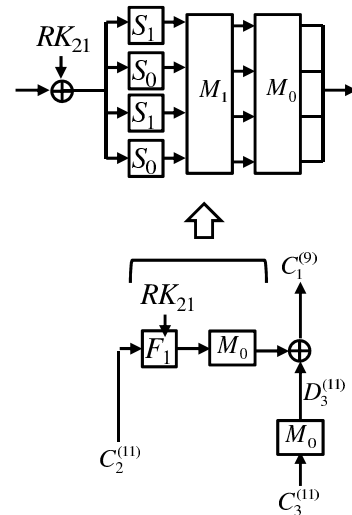 RK₂₁
S₁
S₀
S₁
S₀
M₁
M₀
C₁⁽⁹⁾
RK₂₁
F₁
M₀
D₃⁽¹¹⁾
M₀
C₂⁽¹¹⁾
C₃⁽¹¹⁾